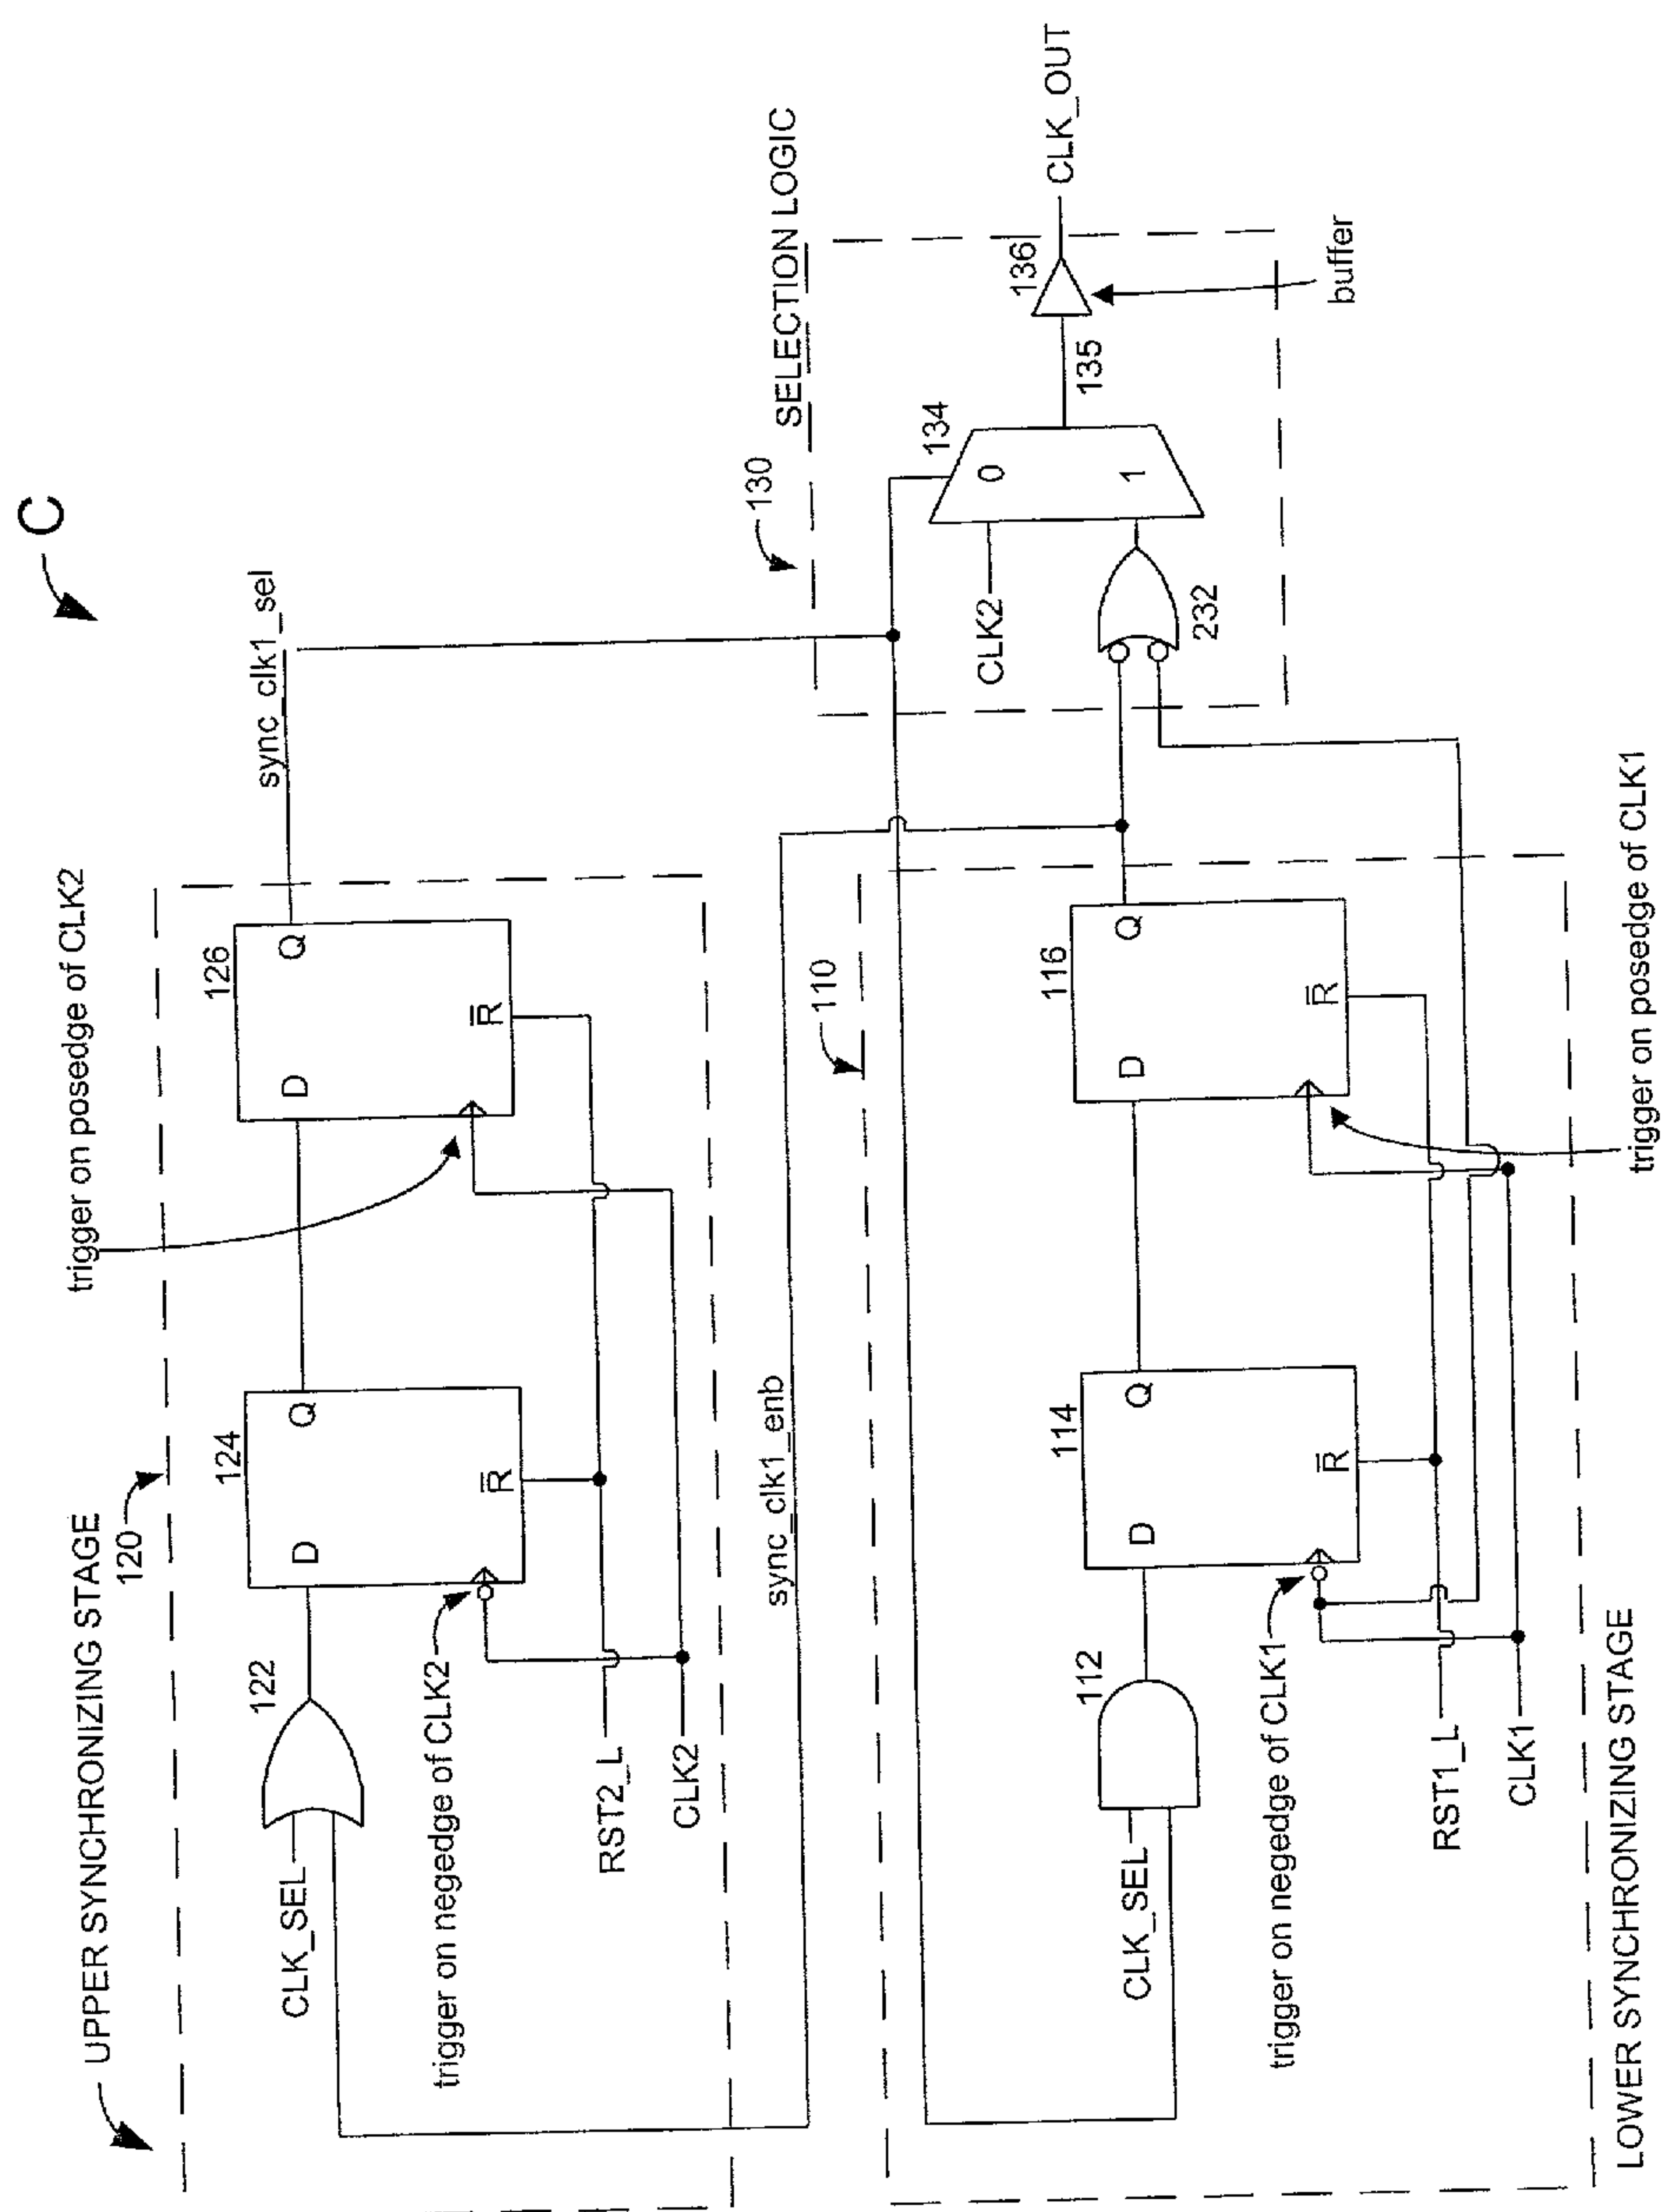 C
UPPER SYNCHRONIZING STAGE
120
trigger on posedge of CLK2
122
124
126
CLK_SEL
D
Q
D
Q
R
R
trigger on negedge of CLK2
RST2_L
CLK2
sync_clk1_sel
sync_clk1_enb
130
SELECTION LOGIC
134
0
1
CLK2
232
135
136
CLK_OUT
buffer
110
112
114
116
CLK_SEL
D
Q
D
Q
R
R
trigger on negedge of CLK1
RST1_L
CLK1
trigger on posedge of CLK1
LOWER SYNCHRONIZING STAGE